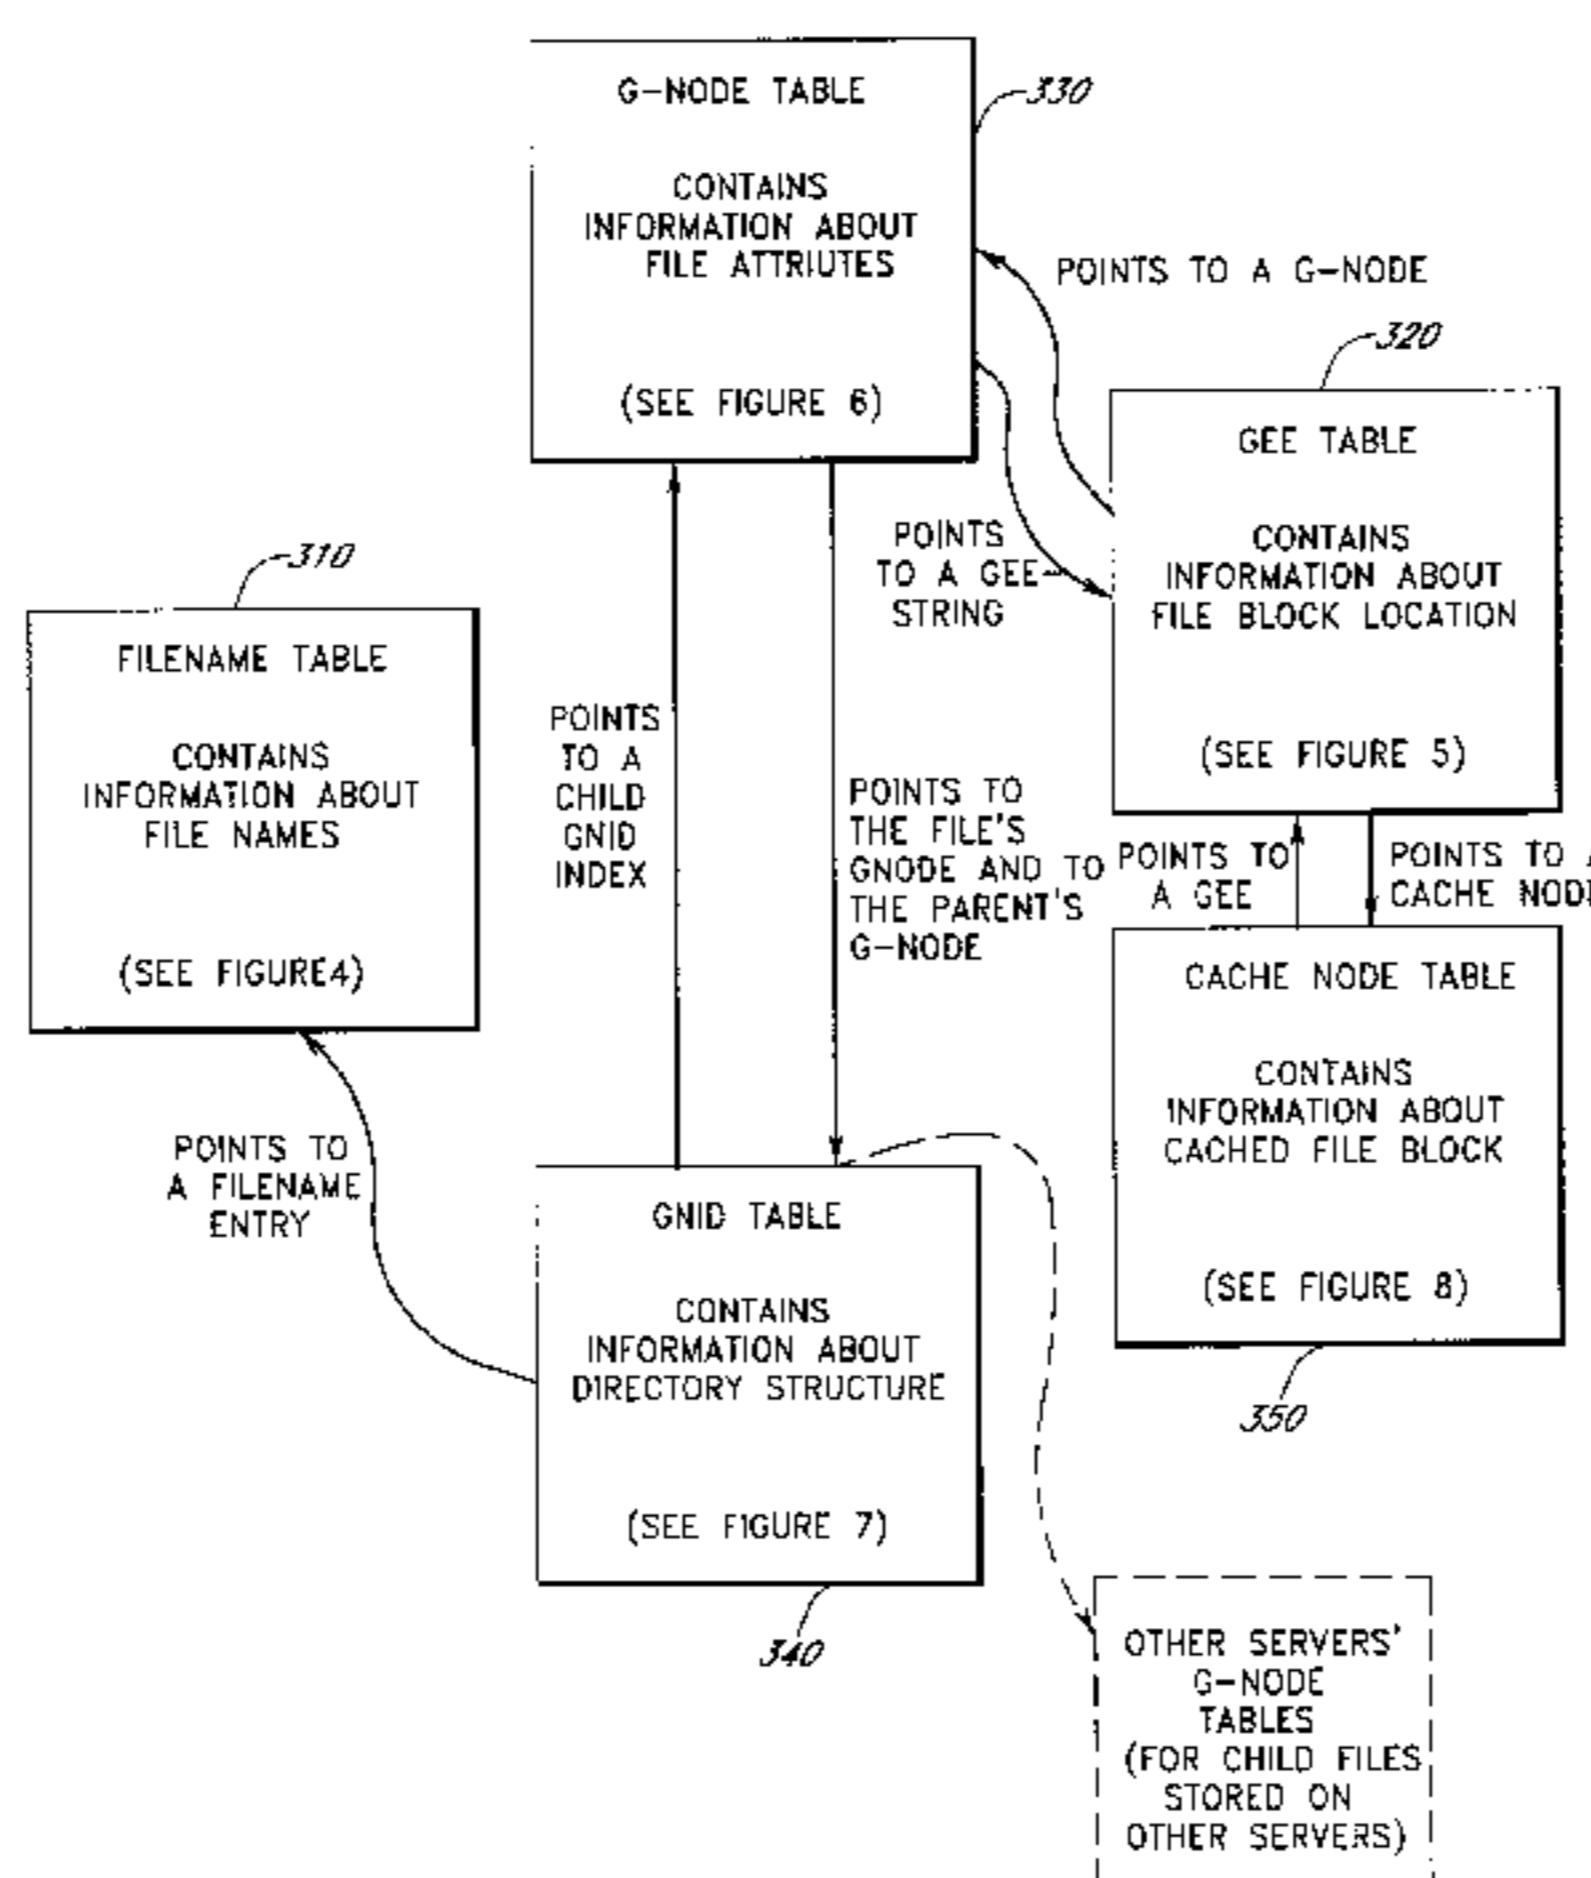 G-NODE TABLE
330
CONTAINS
INFORMATION ABOUT
FILE ATTRIUTES
(SEE FIGURE 6)
POINTS TO A G-NODE
320
GEE TABLE
CONTAINS
INFORMATION ABOUT
FILE BLOCK LOCATION
(SEE FIGURE 5)
POINTS
TO A GEE
STRING
310
FILENAME TABLE
CONTAINS
INFORMATION ABOUT
FILE NAMES
(SEE FIGURE4)
POINTS
TO A
CHILD
GNID
INDEX
POINTS TO
THE FILE'S
GNODE AND TO
THE PARENT'S
G-NODE
POINTS TO
A GEE
POINTS TO
CACHE
CACHE NODE TABLE
CONTAINS
INFORMATION ABOUT
CACHED FILE BLOCK
(SEE FIGURE 8)
350
POINTS TO
A FILENAME
ENTRY
GNID TABLE
CONTAINS
INFORMATION ABOUT
DIRECTORY STRUCTURE
(SEE FIGURE 7)
340
OTHER SERVERS'
G-NODE
TABLES
(FOR CHILD FILES
STORED ON
OTHER SERVERS)